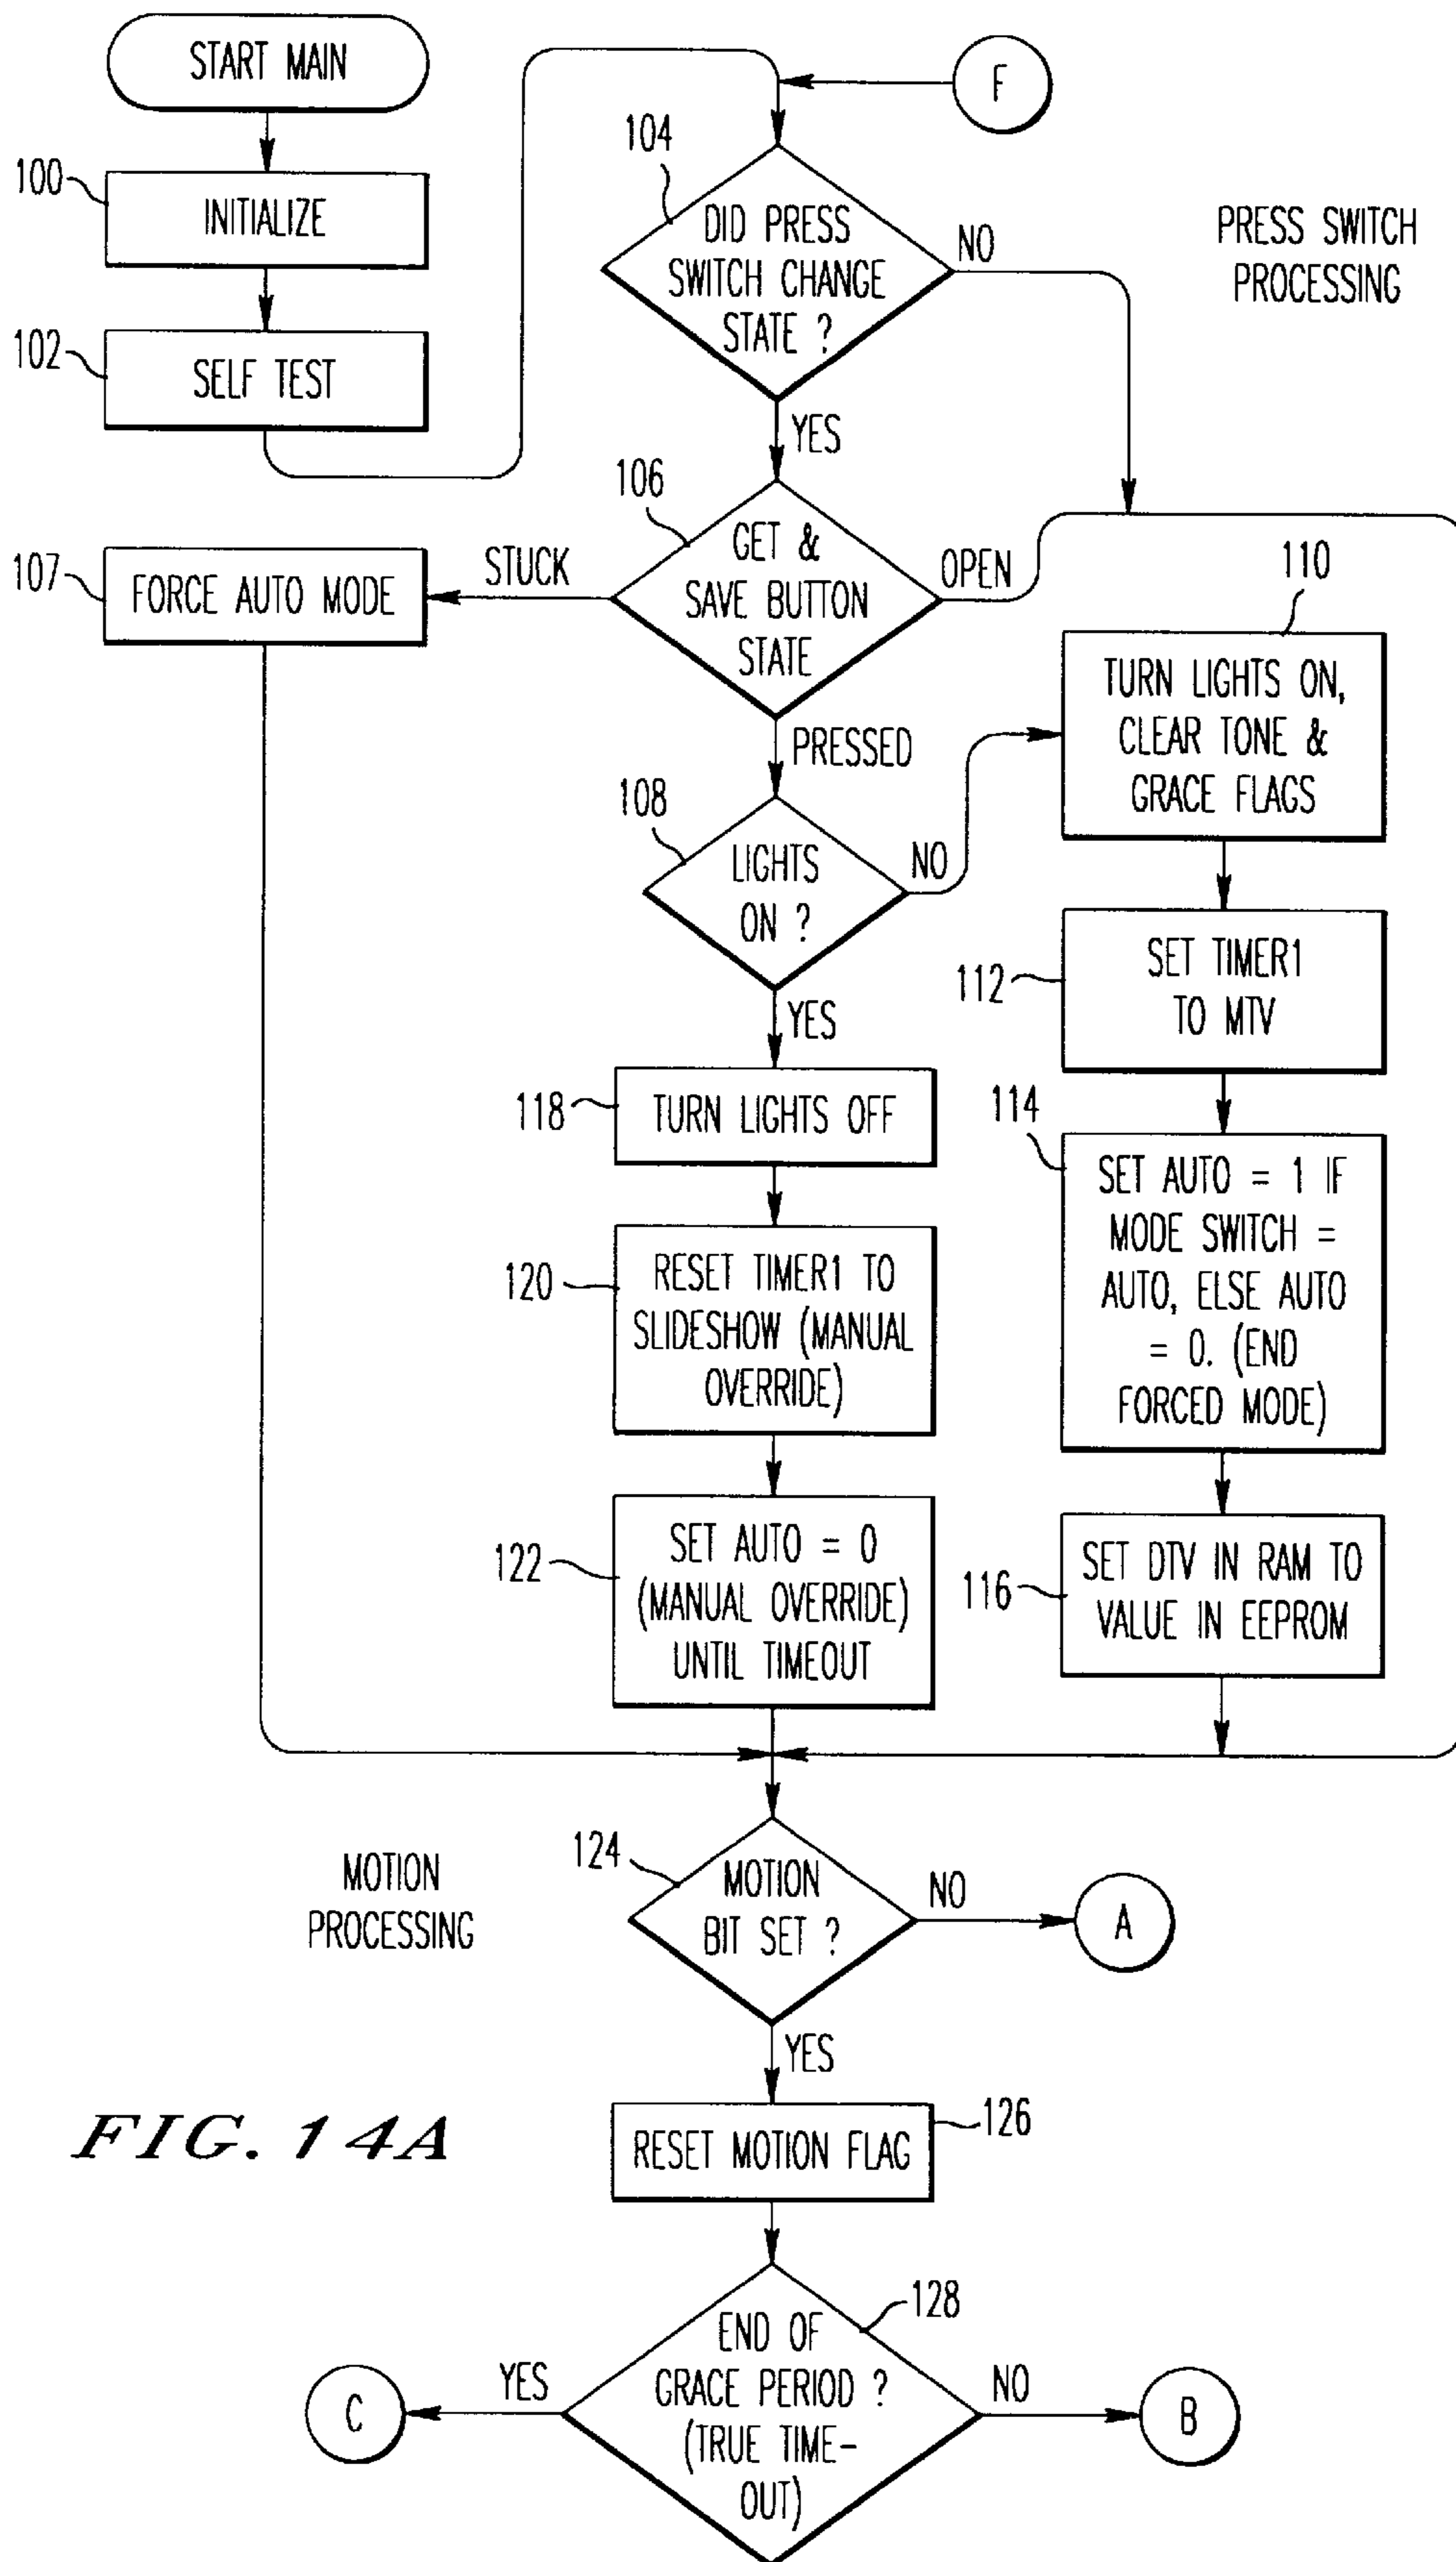 START MAIN
F
104
100
INITIALIZE
DID PRESS
SWITCH CHANGE
STATE ?
NO
PRESS SWITCH
PROCESSING
102
SELF TEST
YES
106
GET &
SAVE BUTTON
STATE
STUCK
OPEN
107
FORCE AUTO MODE
110
TURN LIGHTS ON,
CLEAR TONE &
GRACE FLAGS
PRESSED
108
LIGHTS
ON ?
NO
112
SET TIMER1
TO MTV
YES
118
TURN LIGHTS OFF
114
SET AUTO = 1 IF
MODE SWITCH =
AUTO, ELSE AUTO
= 0. (END
FORCED MODE)
120
RESET TIMER1 TO
SLIDESHOW (MANUAL
OVERRIDE)
122
SET AUTO = 0
(MANUAL OVERRIDE)
UNTIL TIMEOUT
116
SET DTV IN RAM TO
VALUE IN EEPROM
MOTION
PROCESSING
124
MOTION
BIT SET ?
NO
A
YES
FIG. 14A
126
RESET MOTION FLAG
128
END OF
GRACE PERIOD ?
(TRUE TIME-
OUT)
YES
C
NO
B